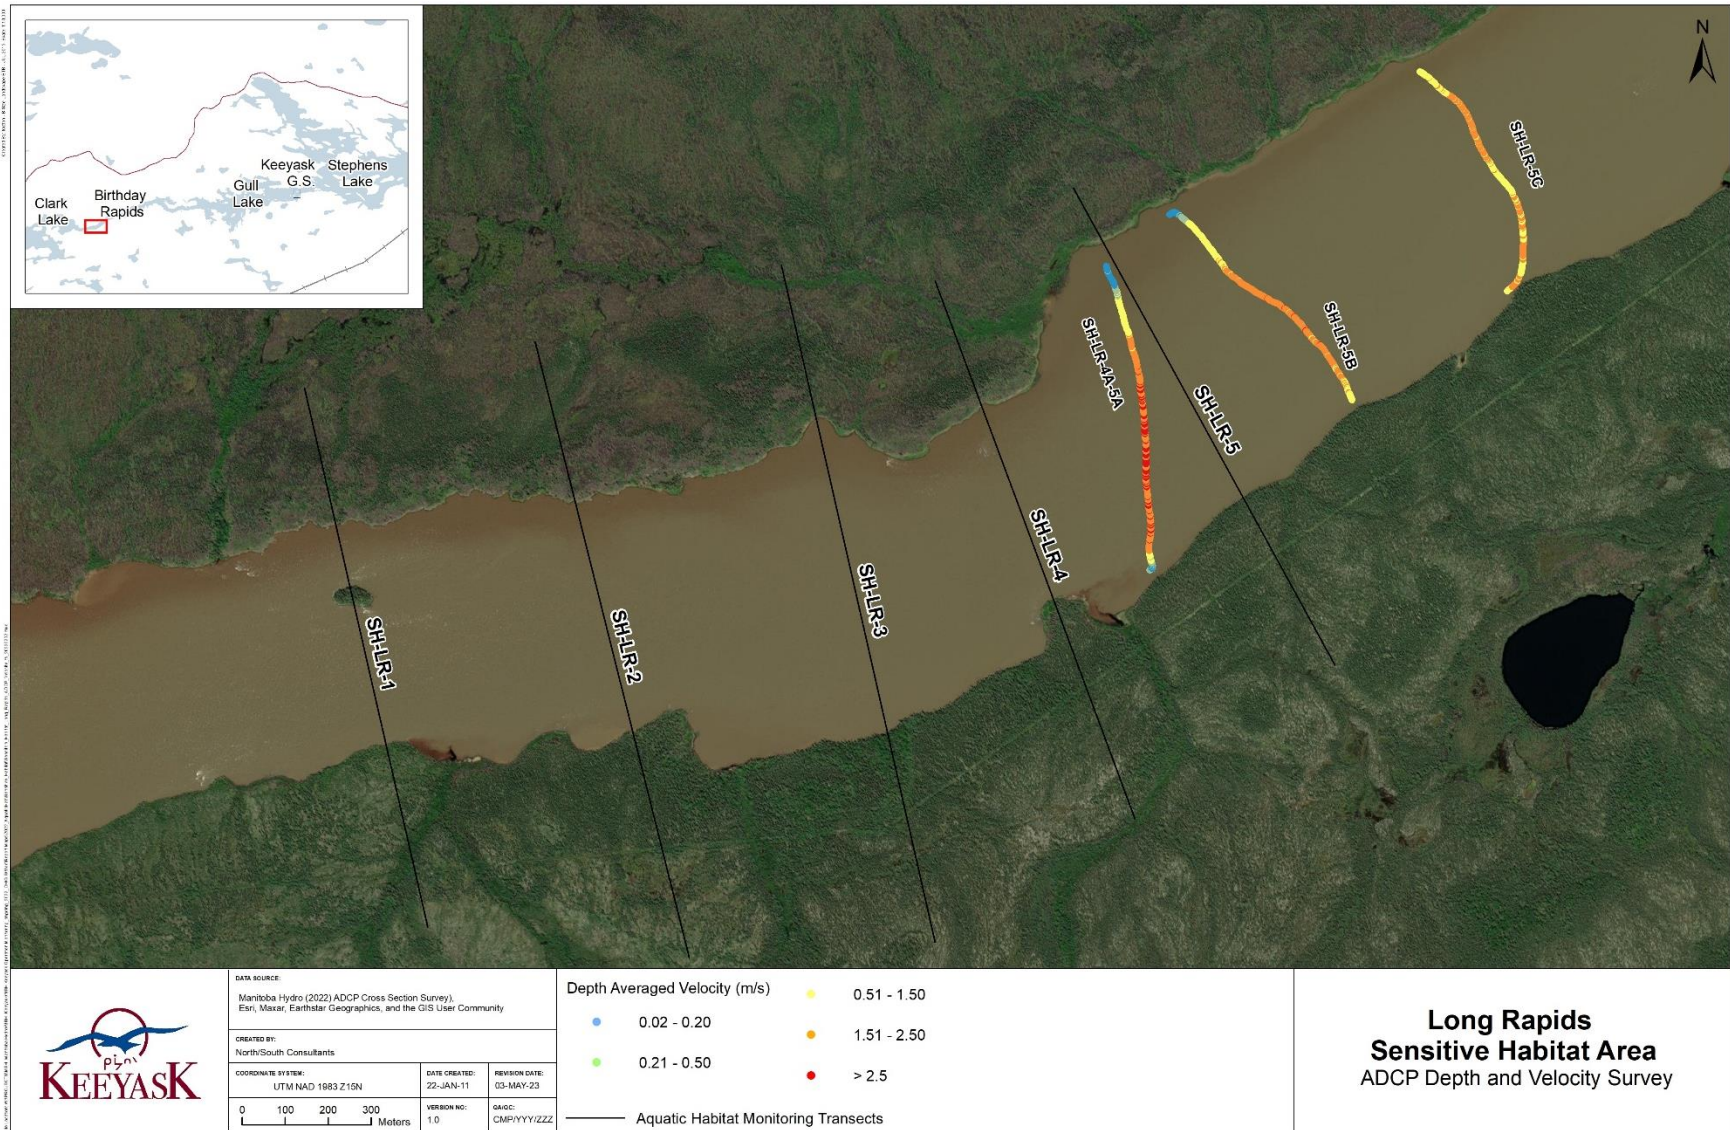 N
Clark
Lake
Birthday
Rapids
Gull
Lake
Keeyask
G.S.
Stephens
Lake
SH-LR-1
SH-LR-2
SH-LR-3
SH-LR-4
SH-LR-4A-5A
SH-LR-5
SH-LR-5B
SH-LR-5C
KEEYASK
DATA SOURCE:
Manitoba Hydro (2022) ADCP Cross Section Survey),
Esri, Maxar, Earthstar Geographics, and the GIS User Community
CREATED BY:
North/South Consultants
COORDINATE SYSTEM:
UTM NAD 1983 Z15N
DATE CREATED:
22-JAN-11
REVISION DATE:
03-MAY-23
0 100 200 300
Meters
VERSION NO:
1.0
QA/QC:
CMP/YYY/ZZZ
Depth Averaged Velocity (m/s)
0.02 - 0.20
0.21 - 0.50
0.51 - 1.50
1.51 - 2.50
> 2.5
Aquatic Habitat Monitoring Transects
Long Rapids
Sensitive Habitat Area
ADCP Depth and Velocity Survey